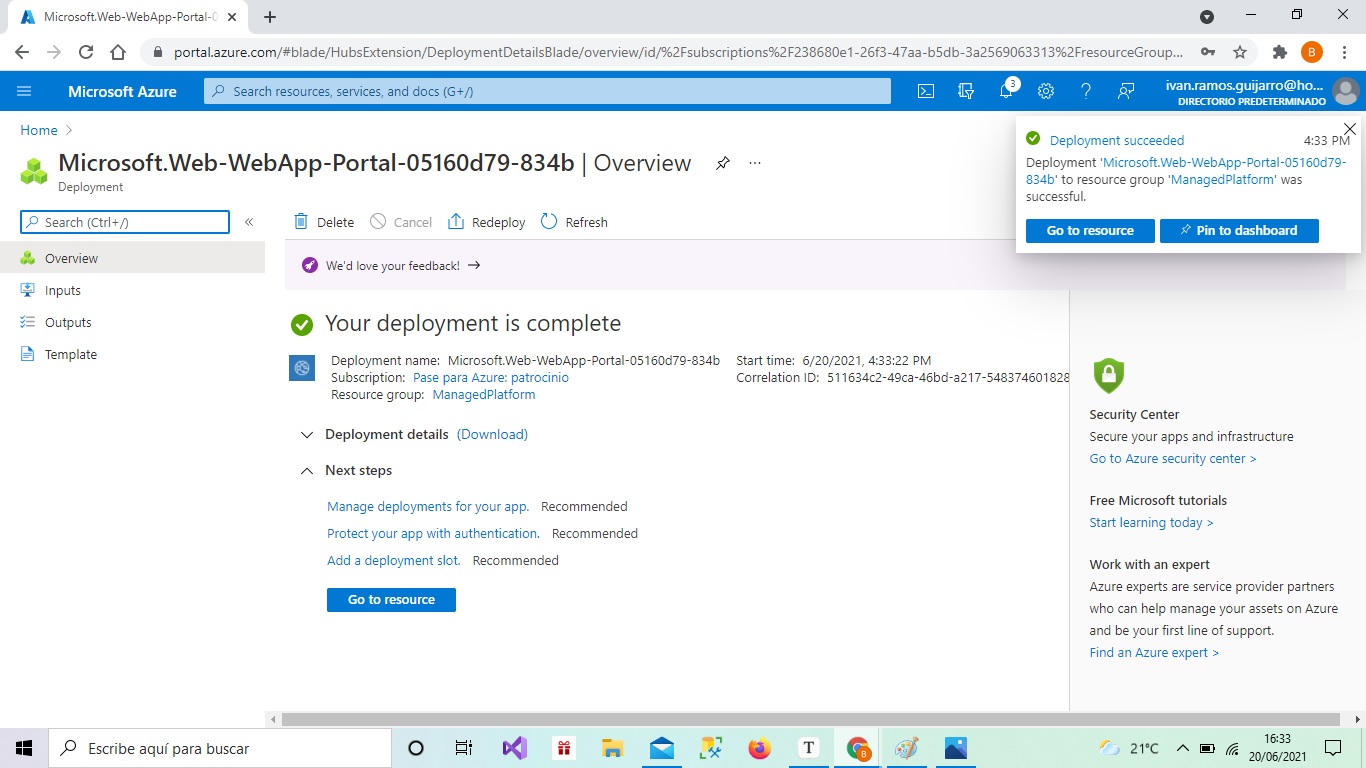 Microsoft.Web-WebApp-Portal-0
portal.azure.com/#blade/HubsExtension/DeploymentDetailsBlade/overview/id/%2Fsubscriptions%2F238680e1-26f3-47aa-b5db-3a2569063313%2FresourceGroup...
B
Microsoft Azure
Search resources, services, and docs (G+/)
3
ivan.ramos.guijarro@ho...
DIRECTORIO PREDETERMINADO
Home
Microsoft.Web-WebApp-Portal-05160d79-834b | Overview
...
Deployment
Deployment succeeded
4:33 PM
Deployment 'Microsoft.Web-WebApp-Portal-05160d79-
834b' to resource group 'ManagedPlatform' was
successful.
Go to resource
Pin to dashboard
Search (Ctrl+/)
«
Delete
Cancel
Redeploy
Refresh
Overview
Inputs
Outputs
Template
We'd love your feedback! →
Your deployment is complete
Deployment name: Microsoft.Web-WebApp-Portal-05160d79-834b
Subscription: Pase para Azure: patrocinio
Resource group: ManagedPlatform
Start time: 6/20/2021, 4:33:22 PM
Correlation ID: 511634c2-49ca-46bd-a217-548374601828
Deployment details (Download)
Next steps
Manage deployments for your app. Recommended
Protect your app with authentication. Recommended
Add a deployment slot. Recommended
Go to resource
Security Center
Secure your apps and infrastructure
Go to Azure security center >
Free Microsoft tutorials
Start learning today >
Work with an expert
Azure experts are service provider partners
who can help manage your assets on Azure
and be your first line of support.
Find an Azure expert >
Escribe aquí para buscar
T
B
21°C
16:33
20/06/2021